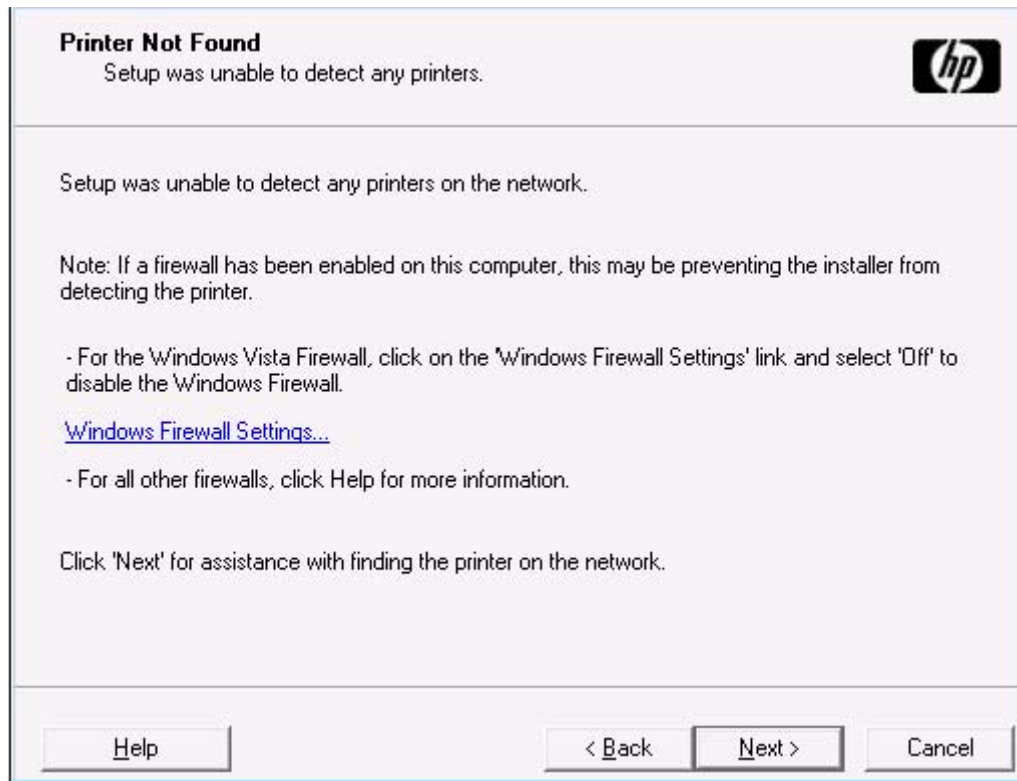 Printer Not Found
Setup was unable to detect any printers.
hp
Setup was unable to detect any printers on the network.
Note: If a firewall has been enabled on this computer, this may be preventing the installer from
detecting the printer.
- For the Windows Vista Firewall, click on the 'Windows Firewall Settings' link and select 'Off' to
disable the Windows Firewall.
Windows Firewall Settings...
- For all other firewalls, click Help for more information.
Click 'Next' for assistance with finding the printer on the network.
Help
< Back
Next >
Cancel